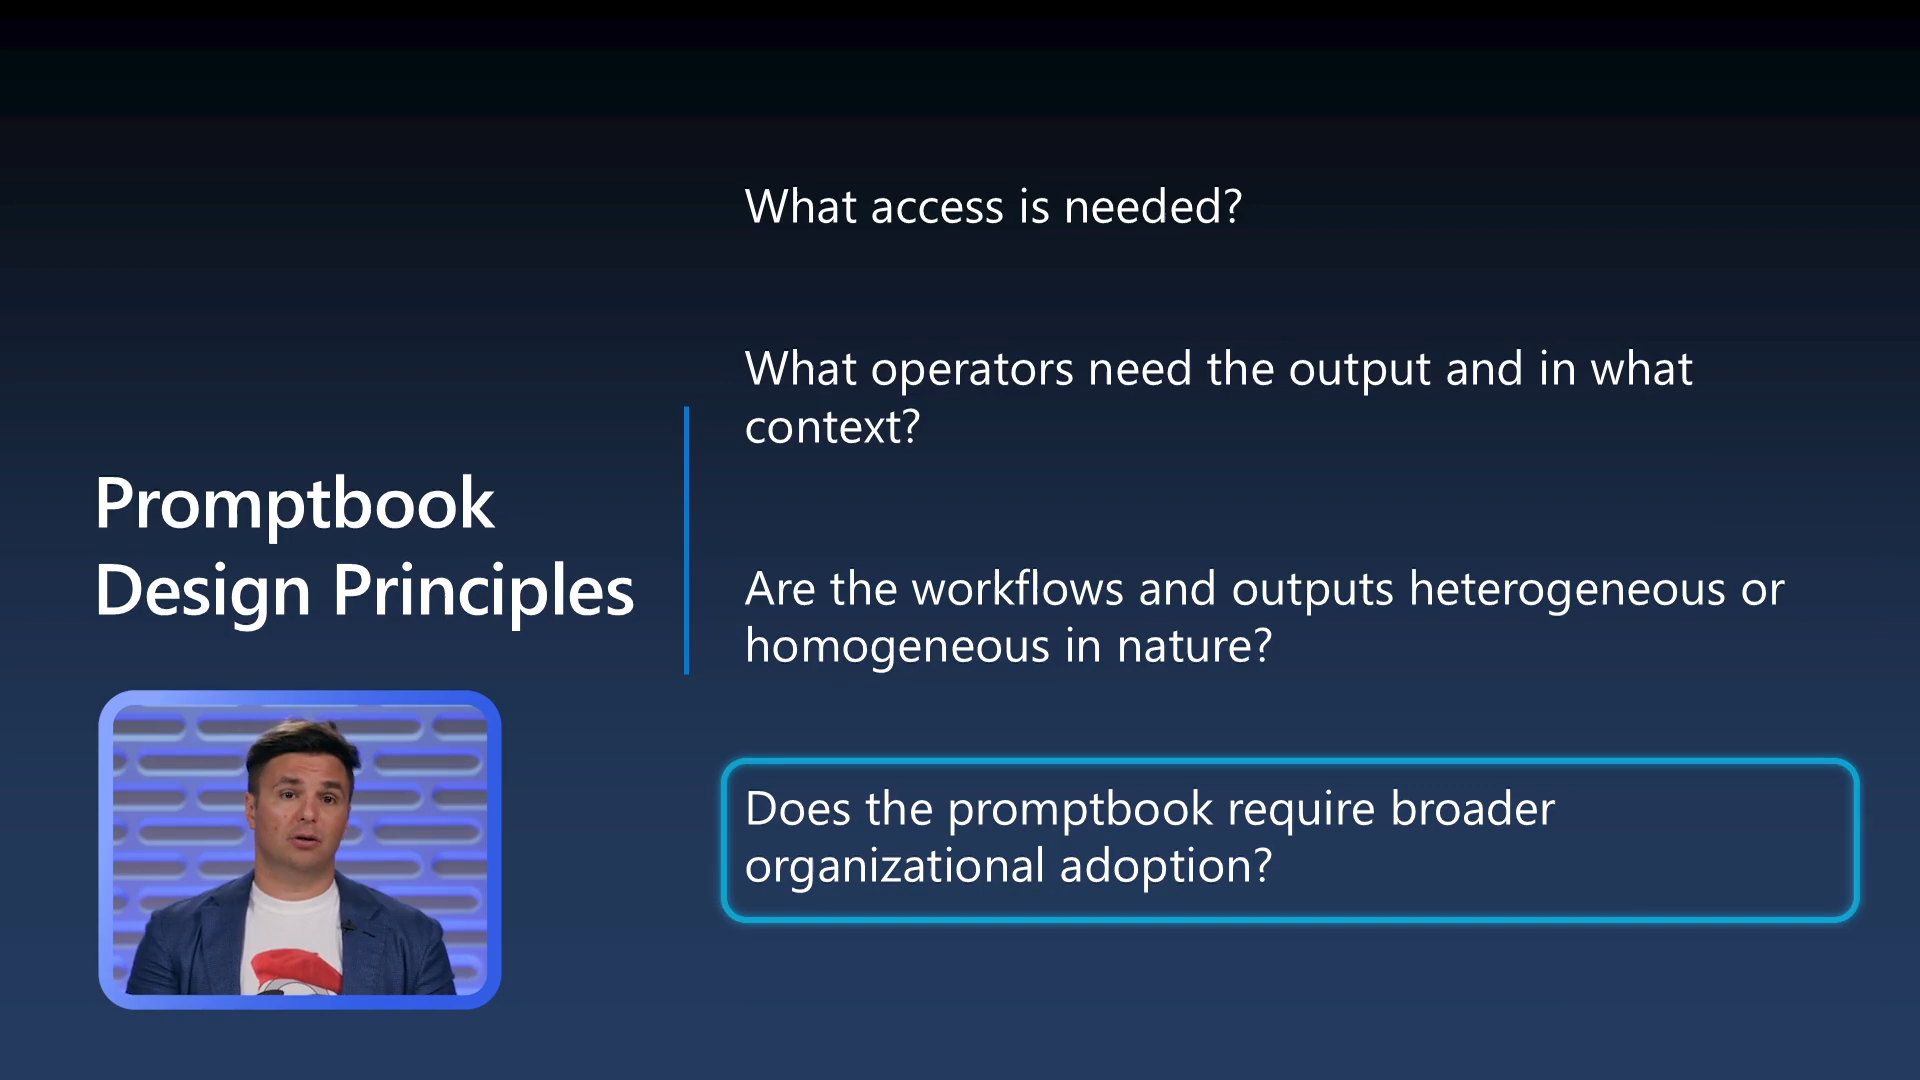 Promptbook
Design Principles
What access is needed?
What operators need the output and in what
context?
Are the workflows and outputs heterogeneous or
homogeneous in nature?
Does the promptbook require broader
organizational adoption?